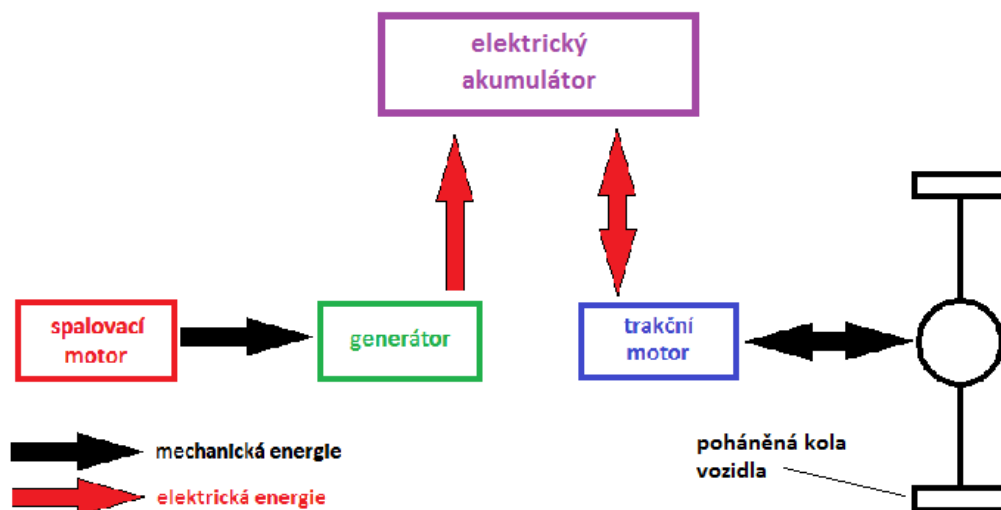 elektrický
akumulátor
spalovací
motor
generátor
trakční
motor
mechanická energie
elektrická energie
poháněná kola
vozidla